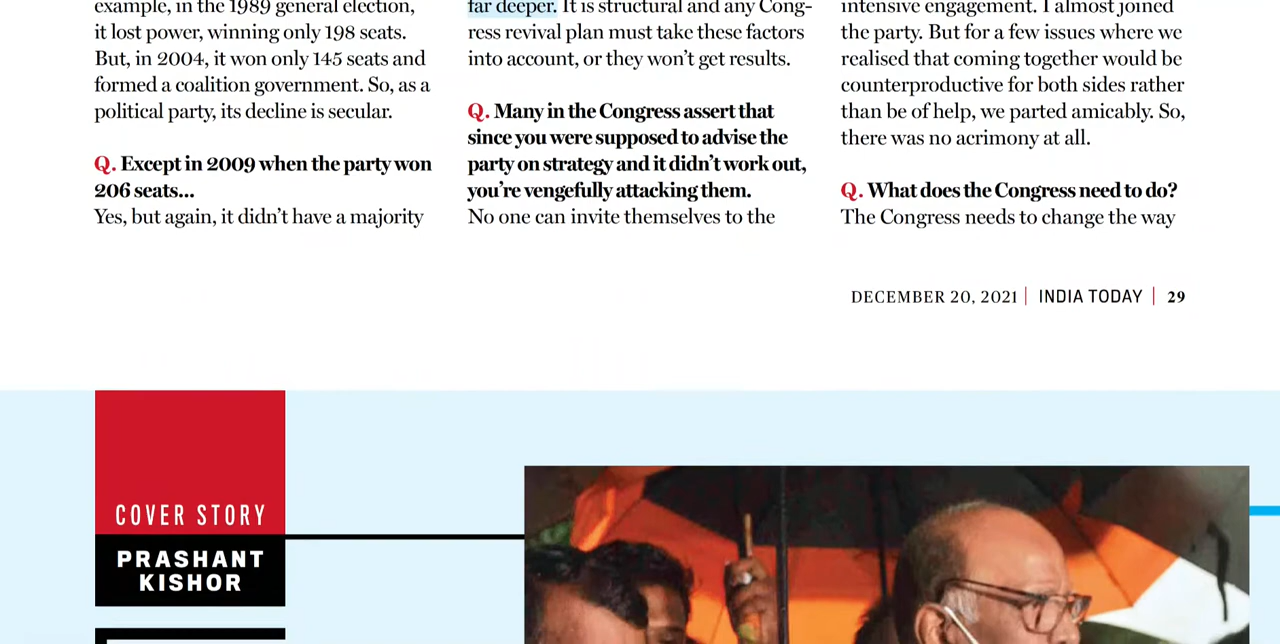 example, in the 1989 general election,
it lost power, winning only 198 seats.
But, in 2004, it won only 145 seats and
formed a coalition government. So, as a
political party, its decline is secular.
Q. Except in 2009 when the party won
206 seats...
Yes, but again, it didn't have a majority
far deeper. It is structural and any Cong-
ress revival plan must take these factors
into account, or they won't get results.
Q. Many in the Congress assert that
since you were supposed to advise the
party on strategy and it didn't work out,
you're vengefully attacking them.
No one can invite themselves to the
intensive engagement. I almost joined
the party. But for a few issues where we
realised that coming together would be
counterproductive for both sides rather
than be of help, we parted amicably. So,
there was no acrimony at all.
Q. What does the Congress need to do?
The Congress needs to change the way
DECEMBER 20, 2021 | INDIA TODAY | 29
COVER STORY
PRASHANT
KISHOR